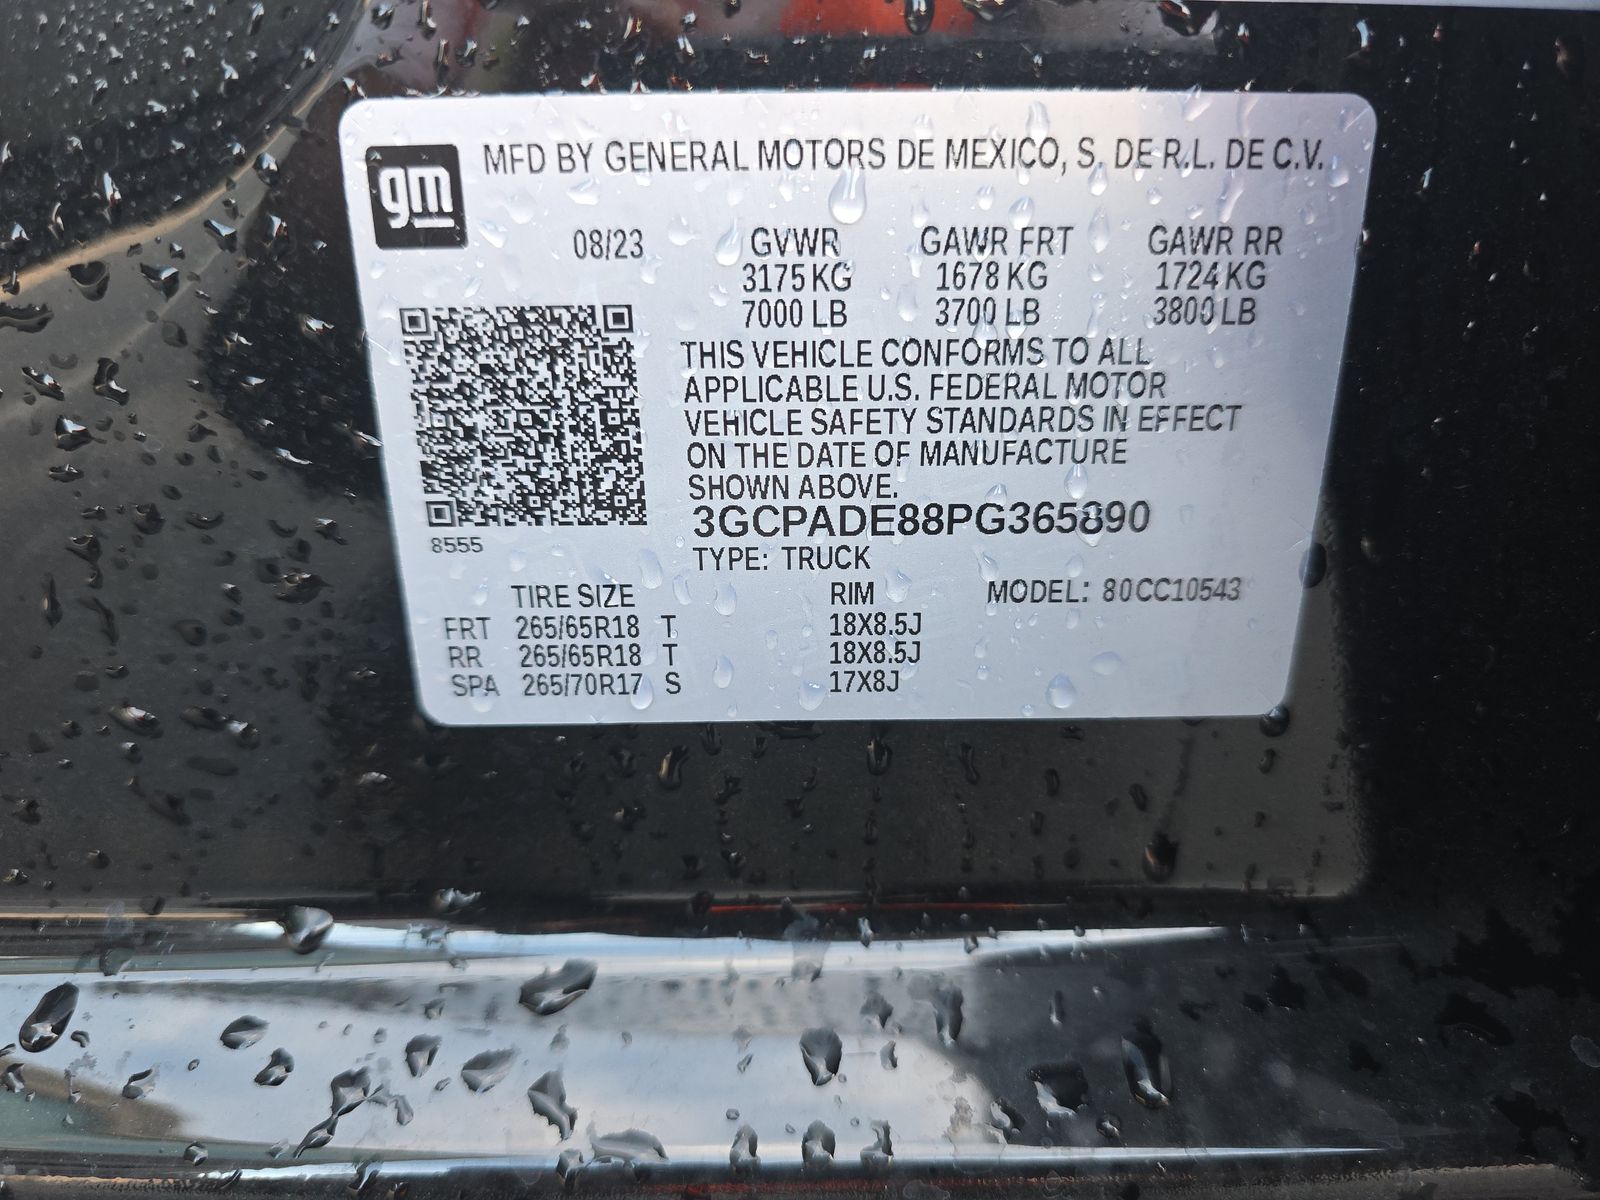 gm
MFD BY GENERAL MOTORS DE MEXICO, S. DE R.L. DE C.V.
08/23 GVWR GAWR FRT GAWR RR
3175 KG 1678 KG 1724 KG
7000 LB 3700 LB 3800 LB
THIS VEHICLE CONFORMS TO ALL
APPLICABLE U.S. FEDERAL MOTOR
VEHICLE SAFETY STANDARDS IN EFFECT
ON THE DATE OF MANUFACTURE
SHOWN ABOVE.
3GCPADE88PG365890
8555
TYPE: TRUCK
TIRE SIZE RIM MODEL: 80CC10543
FRT 265/65R18 T 18X8.5J
RR 265/65R18 T 18X8.5J
SPA 265/70R17 S 17X8J